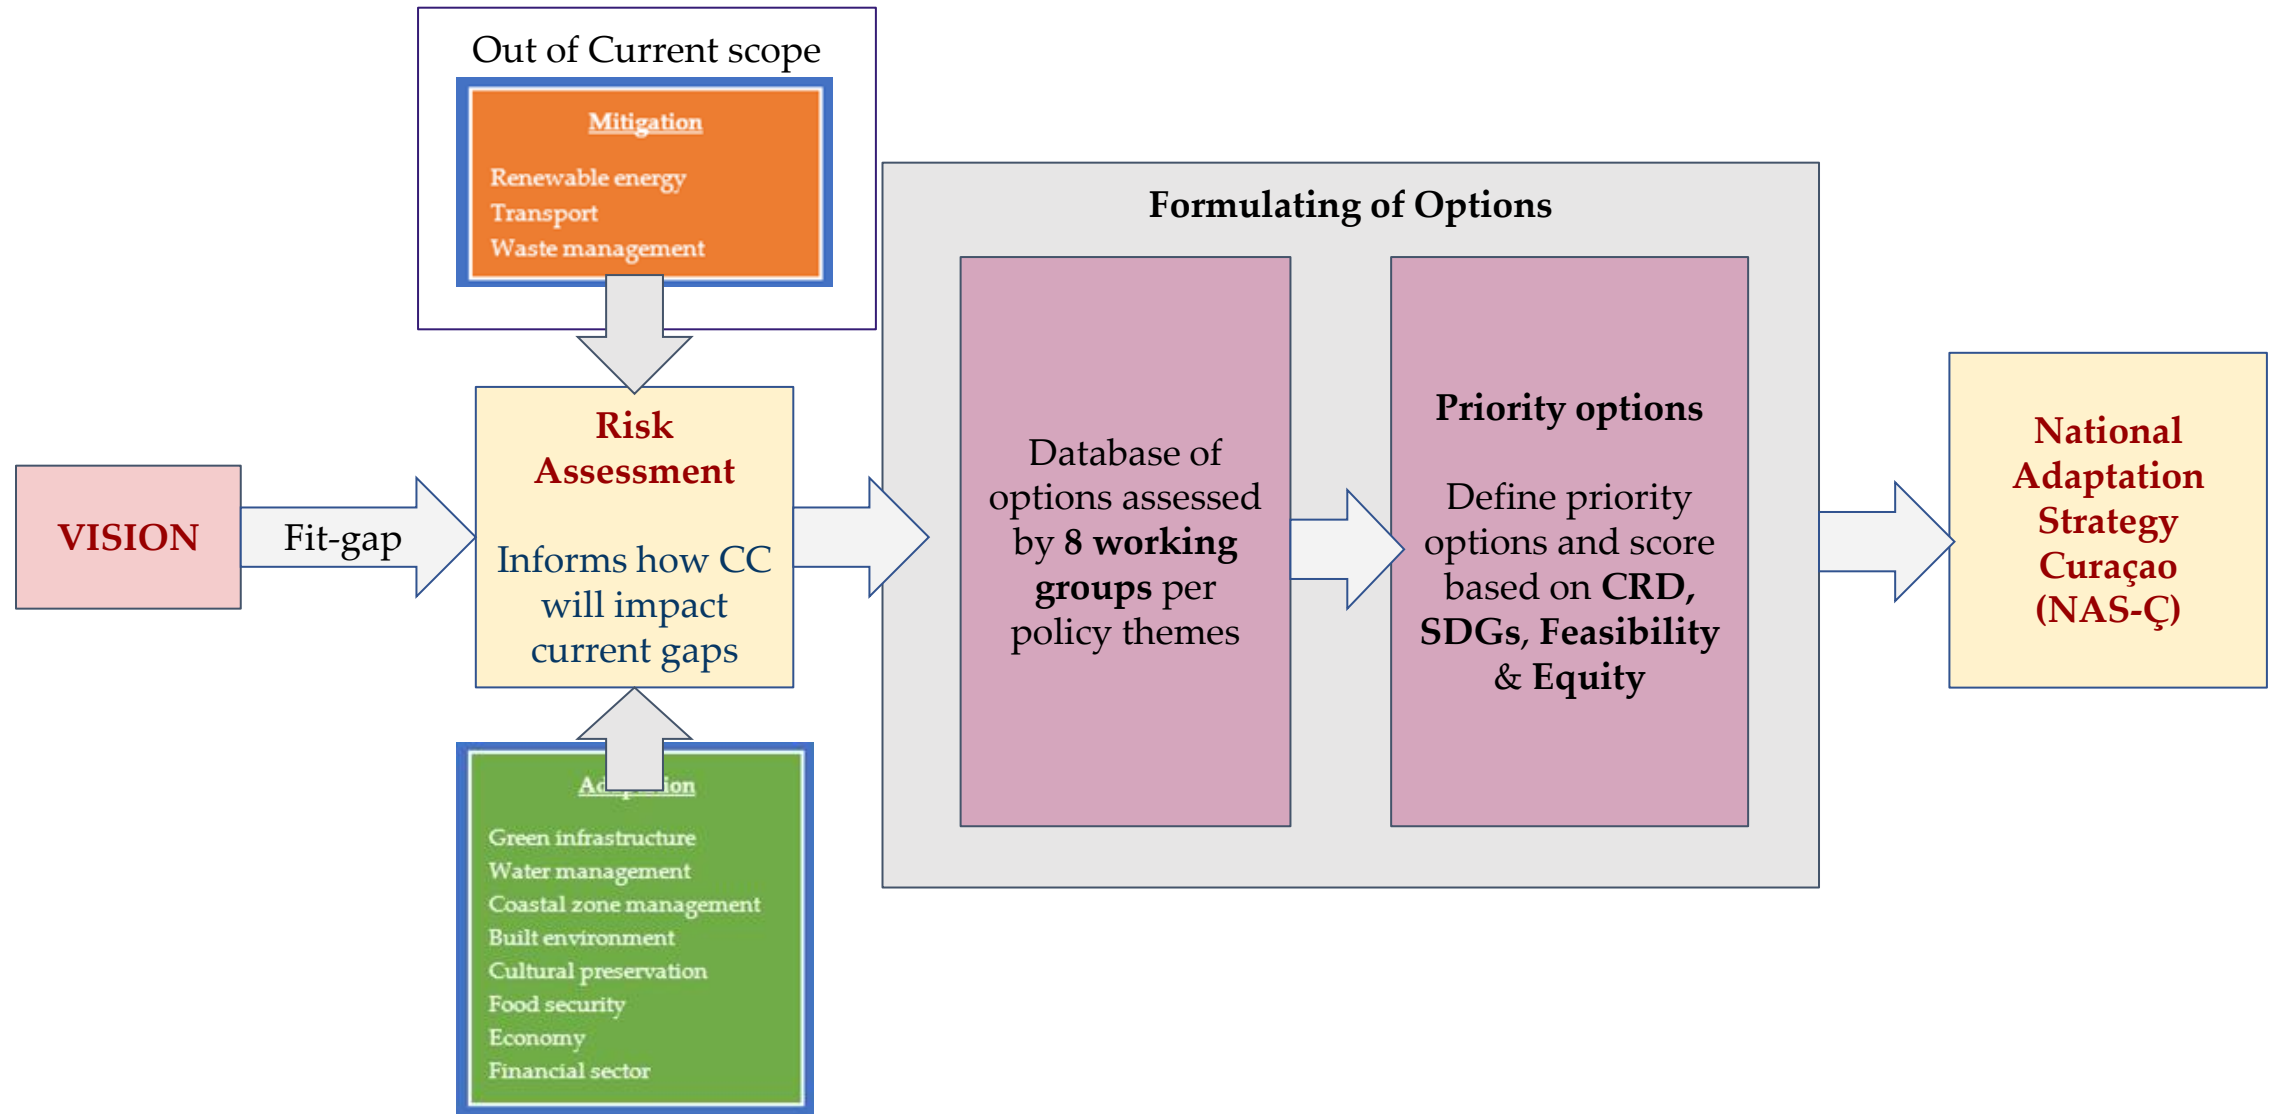 Out of Current scope
Mitigation
Renewable energy
Transport
Waste management
VISION
Fit-gap
Risk
Assessment
Informs how CC
will impact
current gaps
Green infrastructure
Water management
Coastal zone management
Built environment
Cultural preservation
Food security
Economy
Financial sector
Formulating of Options
Database of
options assessed
by 8 working
groups per
policy themes
Priority options
Define priority
options and score
based on CRD,
SDGs, Feasibility
& Equity
National
Adaptation
Strategy
Curaçao
(NAS-Ç)